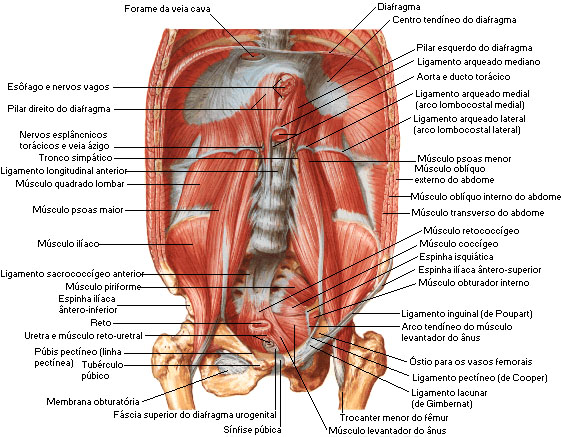 Forame da veia cava
Esôfago e nervos vagos
Pilar direito do diafragma
Nervos esplâncnicos
torácicos e veia ázigo
Tronco simpático
Ligamento longitudinal anterior
Músculo quadrado lombar
Músculo psoas maior
Músculo ilíaco
Ligamento sacrococcígeo anterior
Músculo piriforme
Espinha ilíaca
ântero-inferior
Reto
Uretra e músculo reto-uretral
Púbis pectíneo (linha
pectínea)
Tubérculo
púbico
Membrana obturatória
Fáscia superior do diafragma urogenital
Sínfise púbica
Diafragma
Centro tendíneo do diafragma
Pilar esquerdo do diafragma
Ligamento arqueado mediano
Aorta e ducto torácico
Ligamento arqueado medial
(arco lombocostal medial)
Ligamento arqueado lateral
(arco lombocostal lateral)
Músculo psoas menor
Músculo oblíquo
externo do abdome
Músculo oblíquo interno do abdome
Músculo transverso do abdome
Músculo retococcígeo
Músculo coccígeo
Espinha isquiática
Espinha ilíaca ântero-superior
Músculo obturador interno
Ligamento inguinal (de Poupart)
Arco tendíneo do músculo
levantador do ânus
Óstio para os vasos femorais
Ligamento pectíneo (de Cooper)
Ligamento lacunar
(de Gimbernat)
Trocanter menor do fêmur
Músculo levantador do ânus